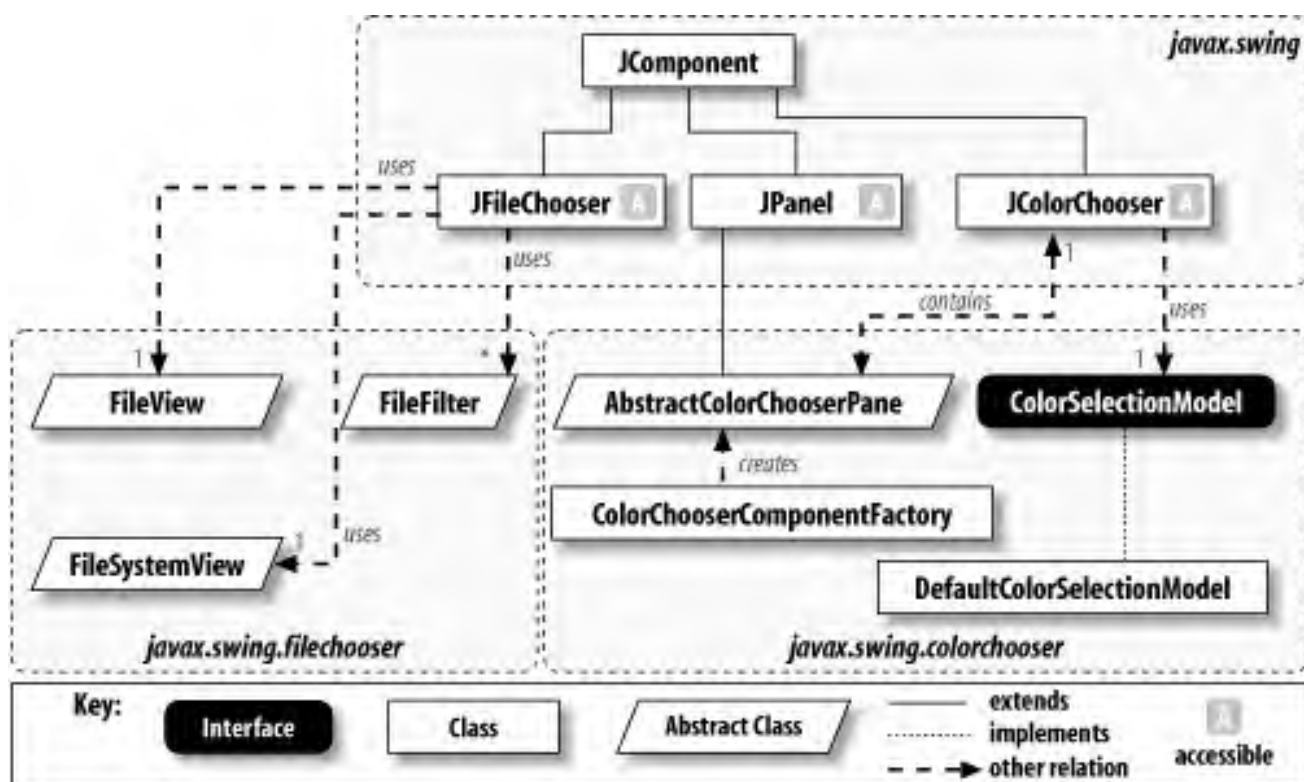 javax.swing
JComponent
uses
JFileChooser A
JPanel A
JColorChooser A
uses
1
contains
uses
1
*
1
FileView
FileFilter
AbstractColorChooserPane
ColorSelectionModel
creates
ColorChooserComponentFactory
1
uses
FileSystemView
DefaultColorSelectionModel
javax.swing.filechooser
javax.swing.colorchooser
Key:
Interface
Class
Abstract Class
extends
implements
other relation
A
accessible